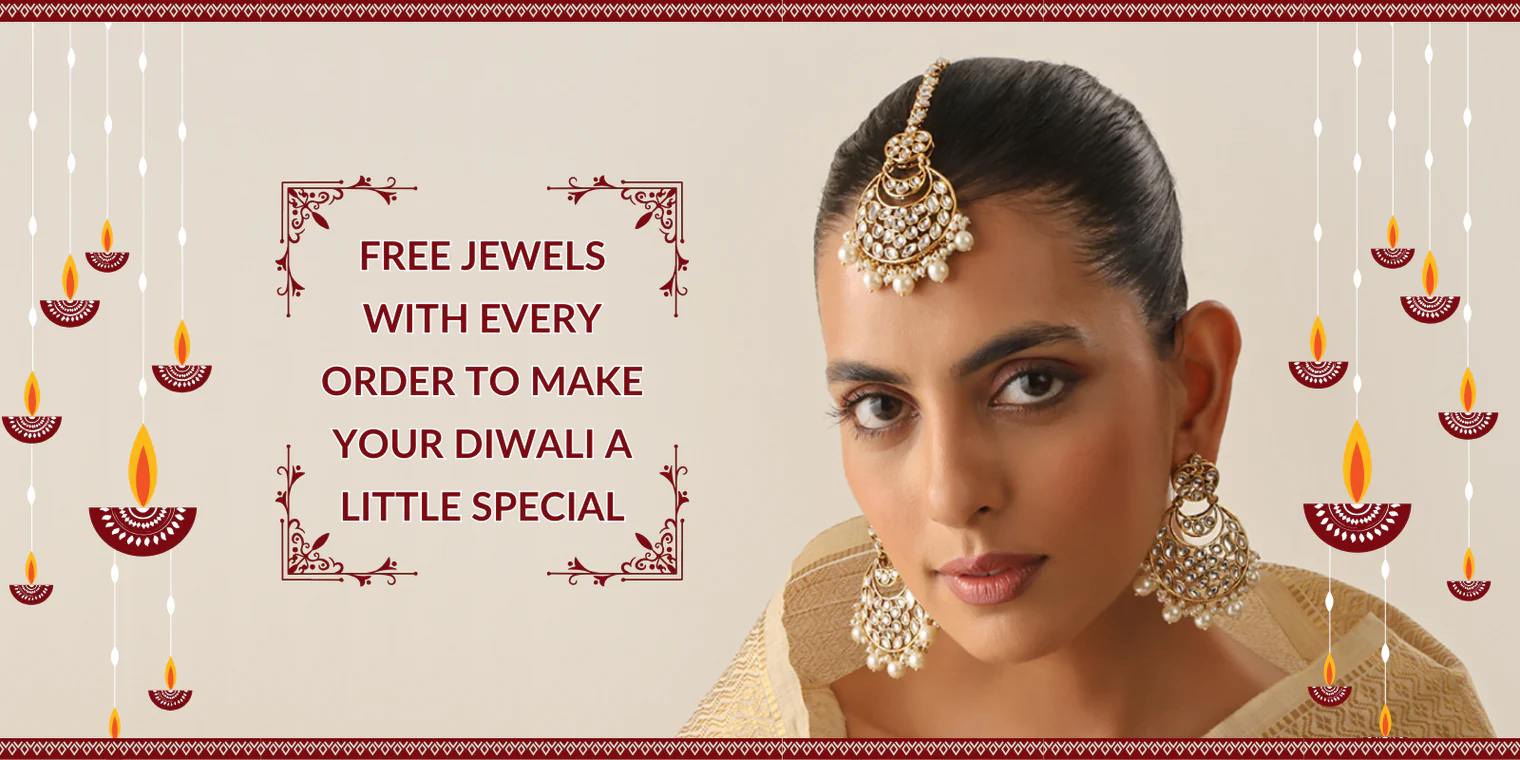 FREE JEWELS
WITH EVERY
ORDER TO MAKE
YOUR DIWALI A
LITTLE SPECIAL